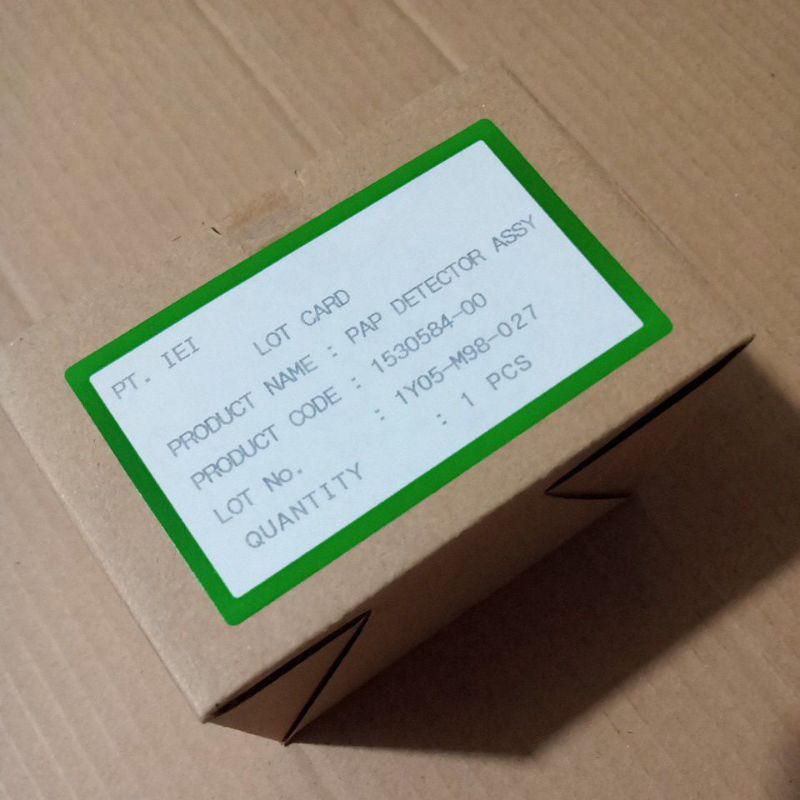 PT. IEI LOT CARD
PRODUCT NAME : PAP DETECTOR ASSY
PRODUCT CODE : 1530584-00
LOT No. : 1Y05-M98-027
QUANTITY : 1 PCS